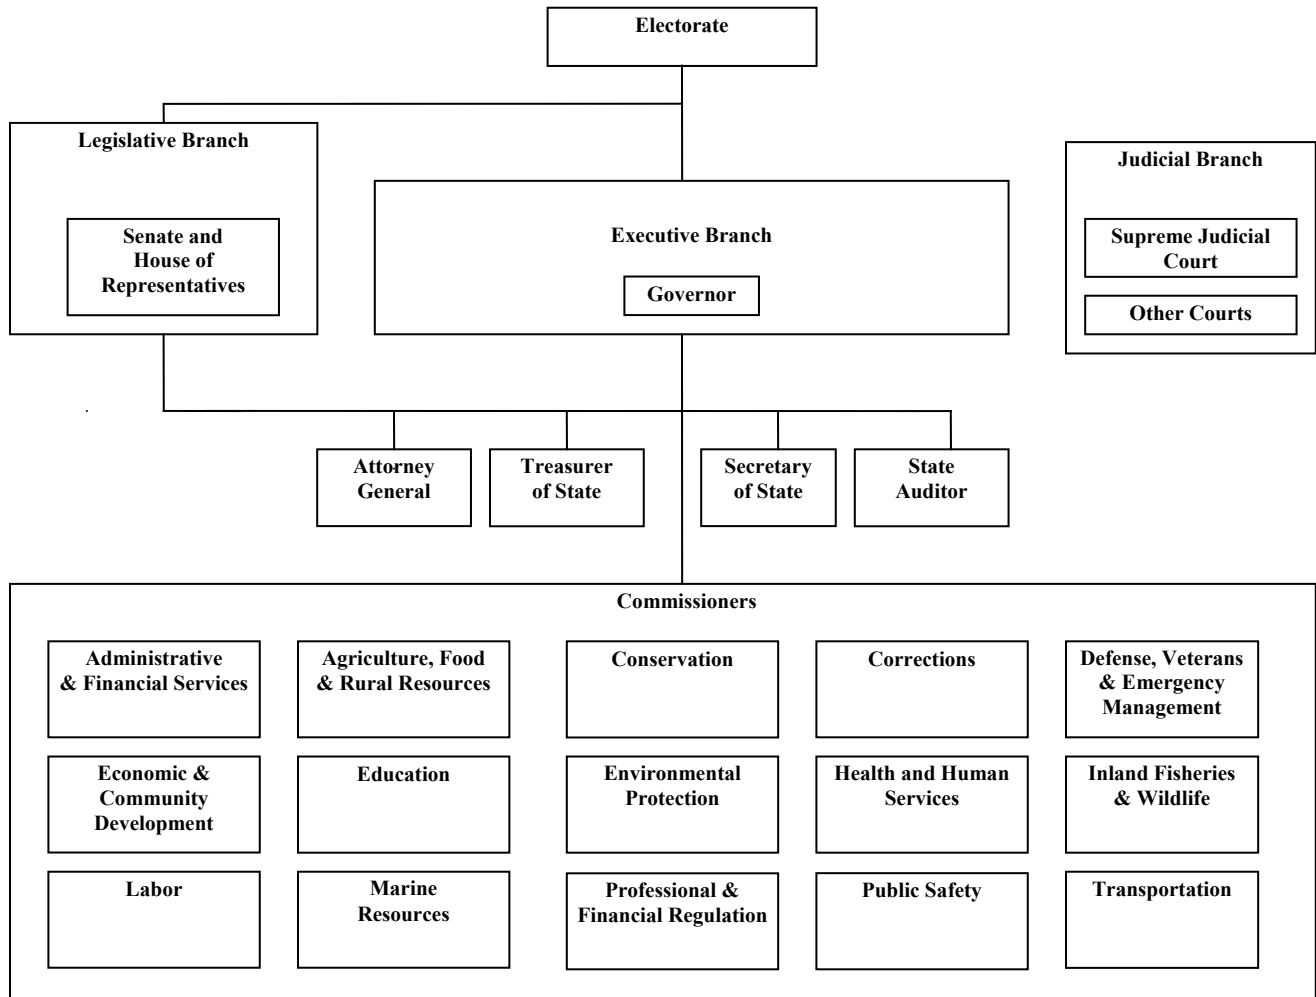 Electorate
Legislative Branch
Senate and
House of
Representatives
Executive Branch
Governor
Judicial Branch
Supreme Judicial
Court
Other Courts
Attorney
General
Treasurer
of State
Secretary
of State
State
Auditor
Commissioners
Administrative
& Financial Services
Agriculture, Food
& Rural Resources
Conservation
Corrections
Defense, Veterans
& Emergency
Management
Economic &
Community
Development
Education
Environmental
Protection
Health and Human
Services
Inland Fisheries
& Wildlife
Labor
Marine
Resources
Professional &
Financial Regulation
Public Safety
Transportation